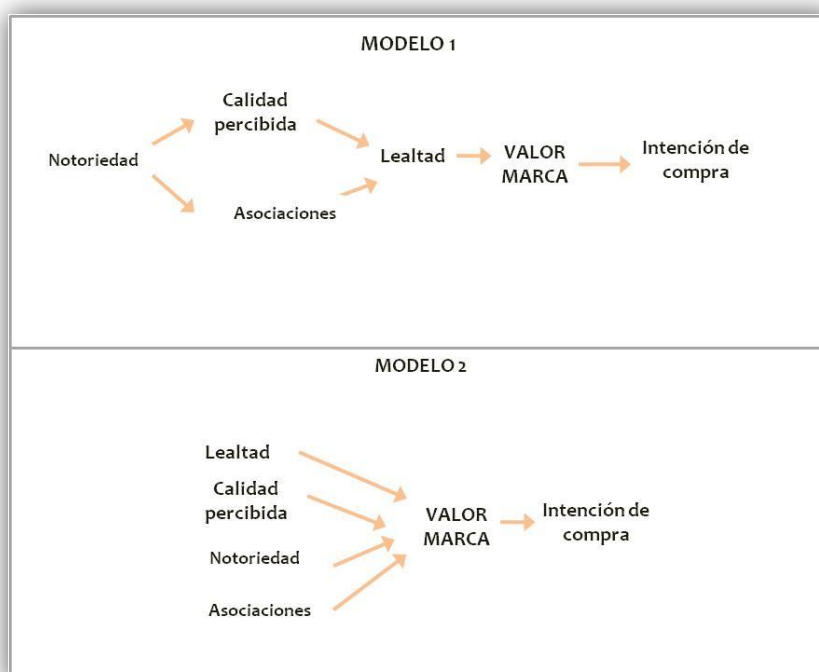 MODELO 1
Calidad
percibida
Notoriedad
Asociaciones
Lealtad
VALOR
MARCA
Intención de
compra
MODELO 2
Lealtad
Calidad
percibida
Notoriedad
Asociaciones
VALOR
MARCA
Intención de
compra